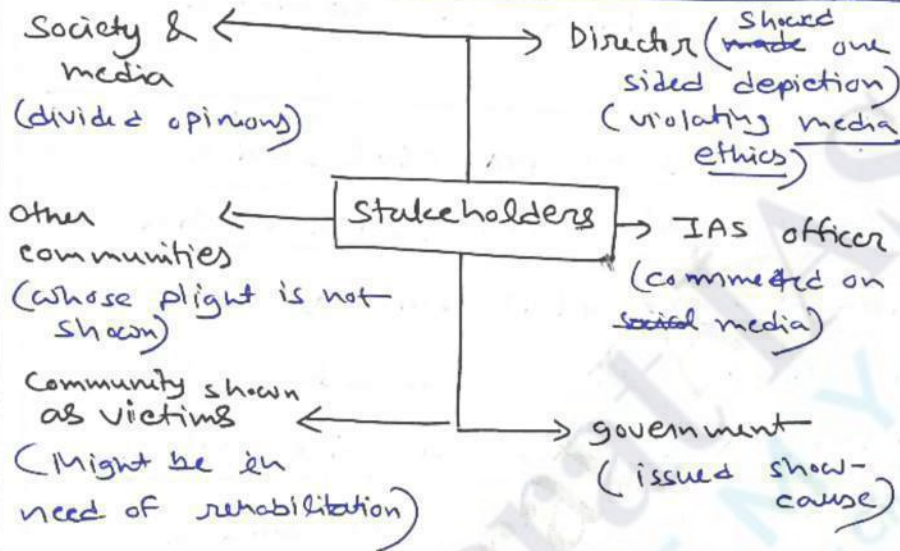 Society &
media
(divided opinions)
Director (showed
made one
sided depiction)
(violating media
ethics)
Stakeholders
other
communities
(whose plight is not
shown)
IAS officer
(commented on
social media)
Community shown
as victims
(Might be in
need of rehabilitation)
government
(issued show-
cause)